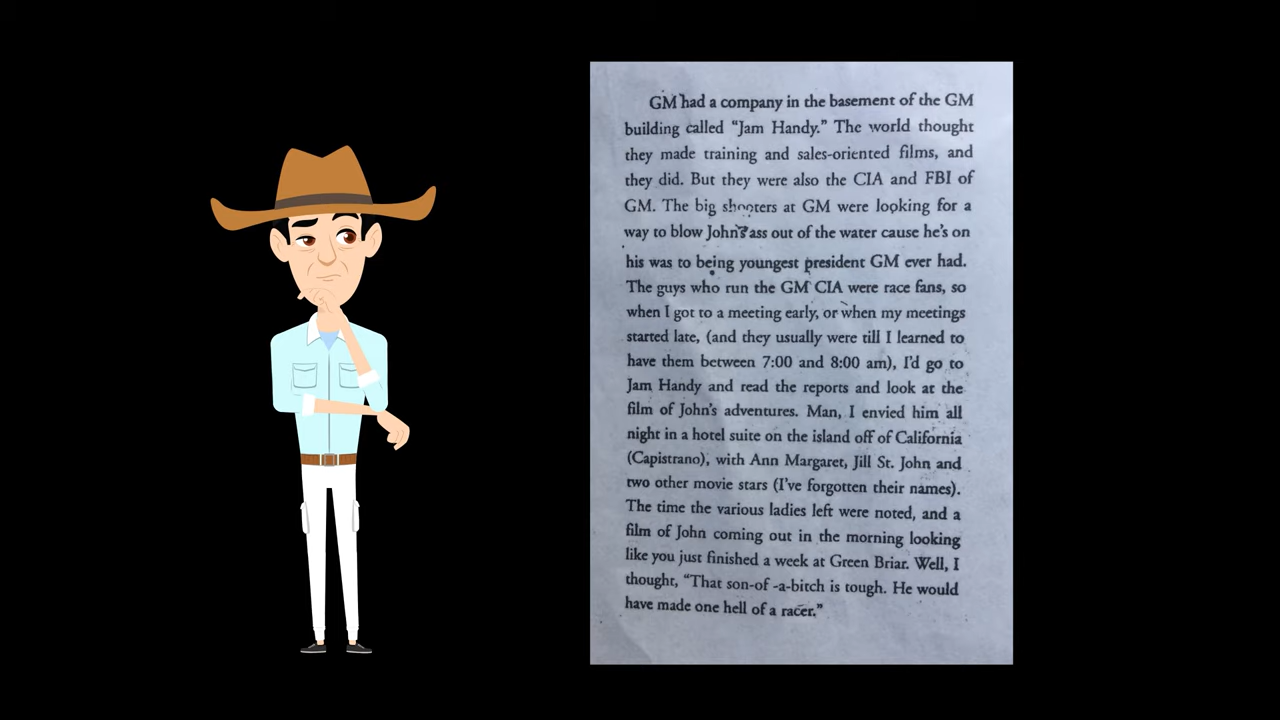 GM had a company in the basement of the GM
building called “Jam Handy.” The world thought
they made training and sales-oriented films, and
they did. But they were also the CIA and FBI of
GM. The big shooters at GM were looking for a
way to blow John's ass out of the water cause he's on
his was to being youngest president GM ever had.
The guys who run the GM CIA were race fans, so
when I got to a meeting early, or when my meetings
started late, (and they usually were till I learned to
have them between 7:00 and 8:00 am), I'd go to
Jam Handy and read the reports and look at the
film of John's adventures. Man, I envied him all
night in a hotel suite on the island off of California
(Capistrano), with Ann Margaret, Jill St. John and
two other movie stars (I've forgotten their names).
The time the various ladies left were noted, and a
film of John coming out in the morning looking
like you just finished a week at Green Briar. Well, I
thought, “That son-of -a-bitch is tough. He would
have made one hell of a racer.”